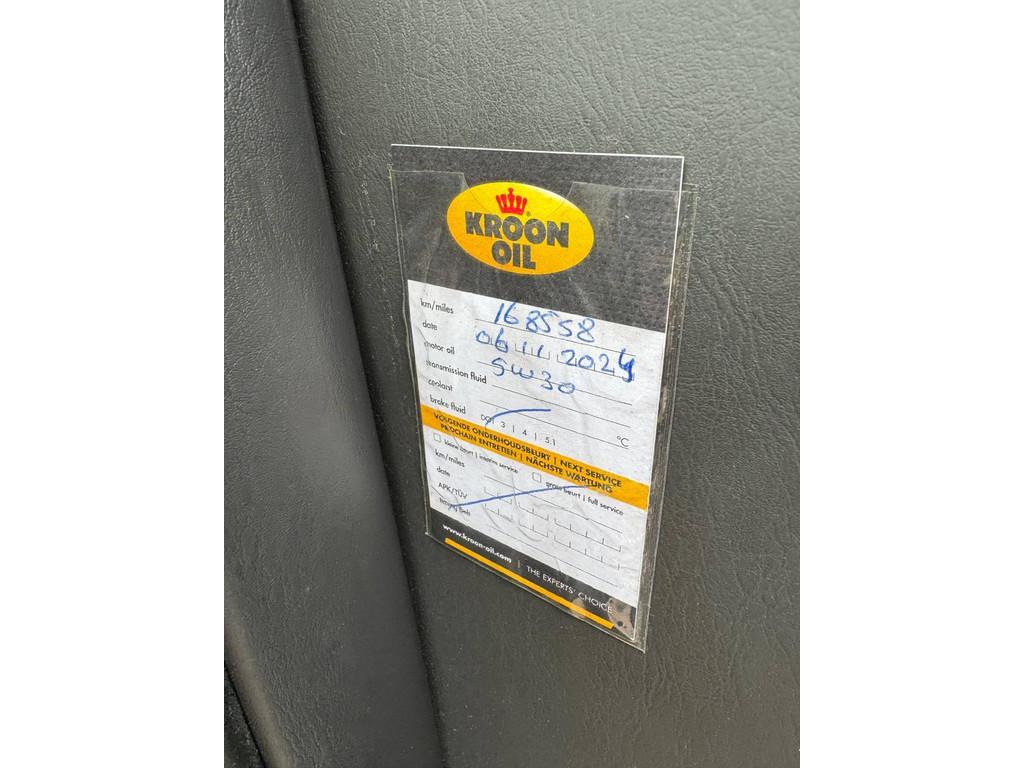 KROON
OIL
km/miles 168558
date 06 11 2024
motor oil 5W30
transmission fluid
coolant °C
brake fluid DOT 3 | 4 | 5.1
VOLGENDE ONDERHOUDSBEURT | NEXT SERVICE
PROCHAIN ENTRETIEN | NÄCHSTE WARTUNG
kleine beurt | interim service grote beurt | full service
km/miles
date
APK/TÜV
timing belt
www.kroon-oil.com | THE EXPERTS' CHOICE